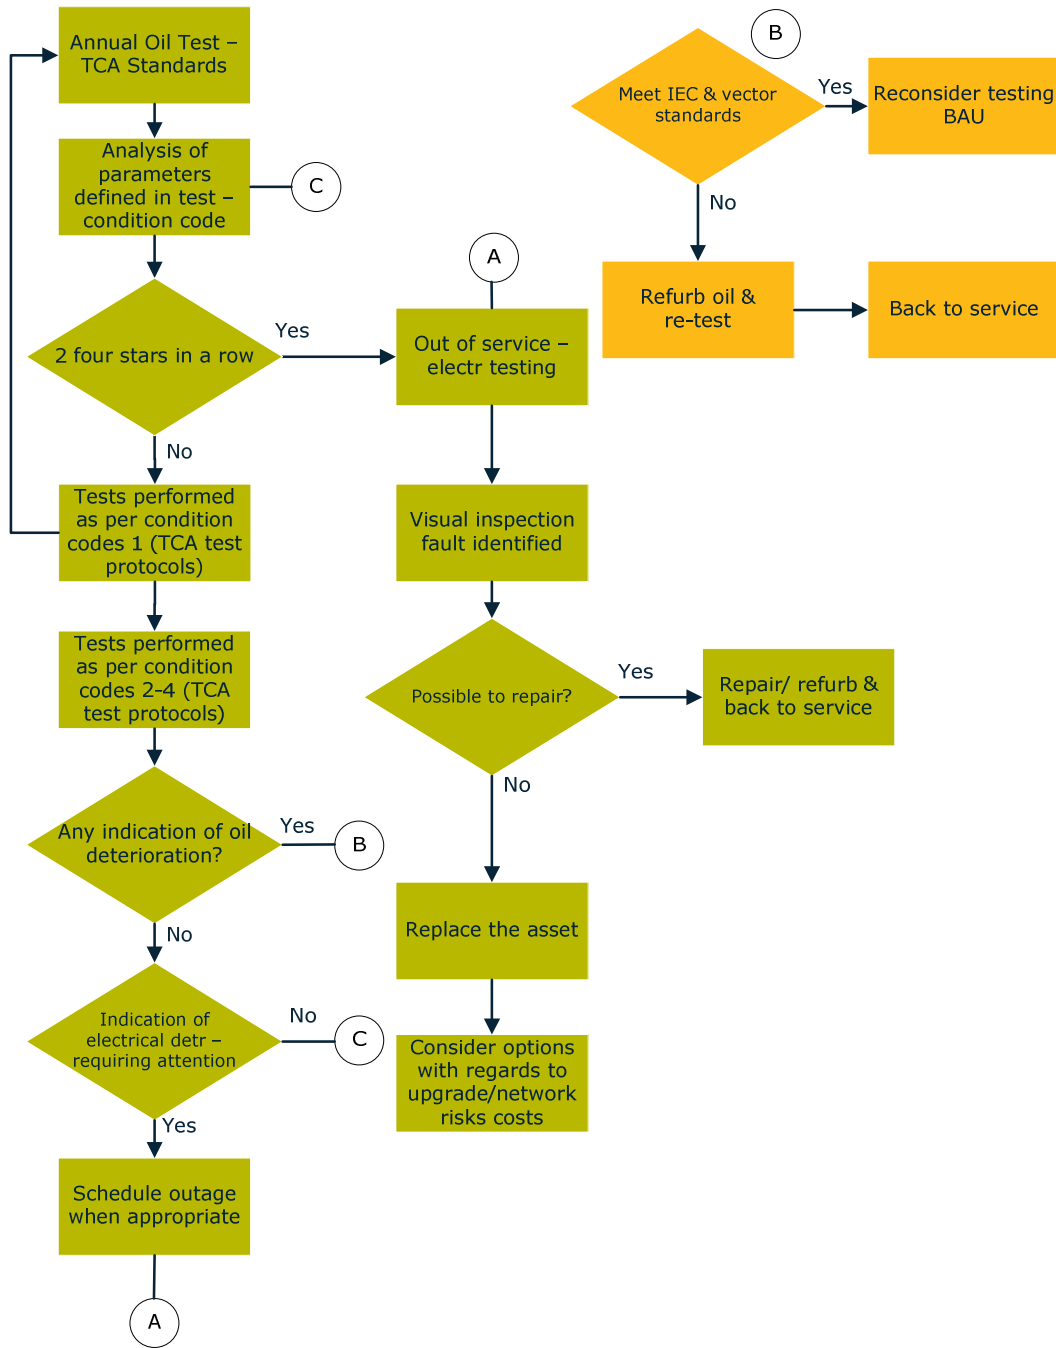 Annual Oil Test –
TCA Standards
Analysis of
parameters
defined in test –
condition code
C
2 four stars in a row
Yes
No
Tests performed
as per condition
codes 1 (TCA test
protocols)
Tests performed
as per condition
codes 2-4 (TCA
test protocols)
Any indication of oil
deterioration?
Yes
B
No
Indication of
electrical detr –
requiring attention
No
C
Yes
Schedule outage
when appropriate
A
A
Out of service –
electr testing
Visual inspection
fault identified
Possible to repair?
Yes
Repair/ refurb &
back to service
No
Replace the asset
Consider options
with regards to
upgrade/network
risks costs
B
Meet IEC & vector
standards
Yes
Reconsider testing
BAU
No
Refurb oil &
re-test
Back to service